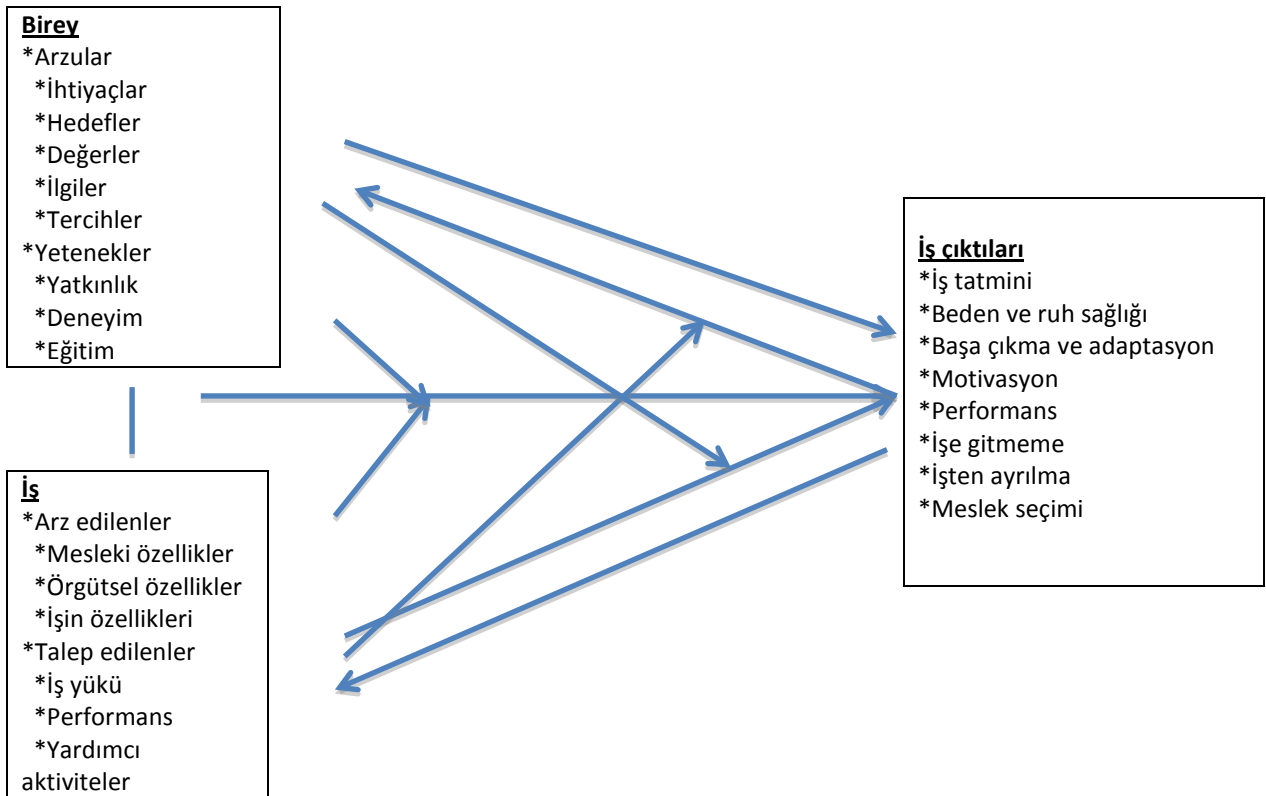 Birey
*Arzular
*İhtiyaçlar
*Hedefler
*Değerler
*İlgiler
*Tercihler
*Yetenekler
*Yatkınlık
*Deneyim
*Eğitim
İş
*Arz edilenler
*Mesleki özellikler
*Örgütsel özellikler
*İşin özellikleri
*Talep edilenler
*İş yükü
*Performans
*Yardımcı
aktiviteler
İş çıktıları
*İş tatmini
*Beden ve ruh sağlığı
*Başa çıkma ve adaptasyon
*Motivasyon
*Performans
*İşe gitmeme
*İşten ayrılma
*Meslek seçimi